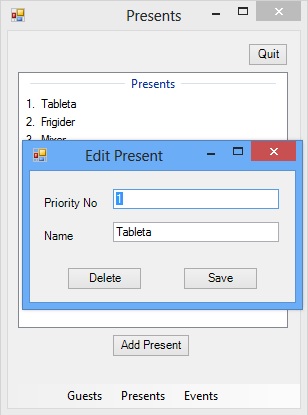 Presents
Quit
Presents
1. Tableta
2. Frigider
3. Mixer
Edit Present
Priority No 1
Name Tableta
Delete Save
Add Present
Guests Presents Events